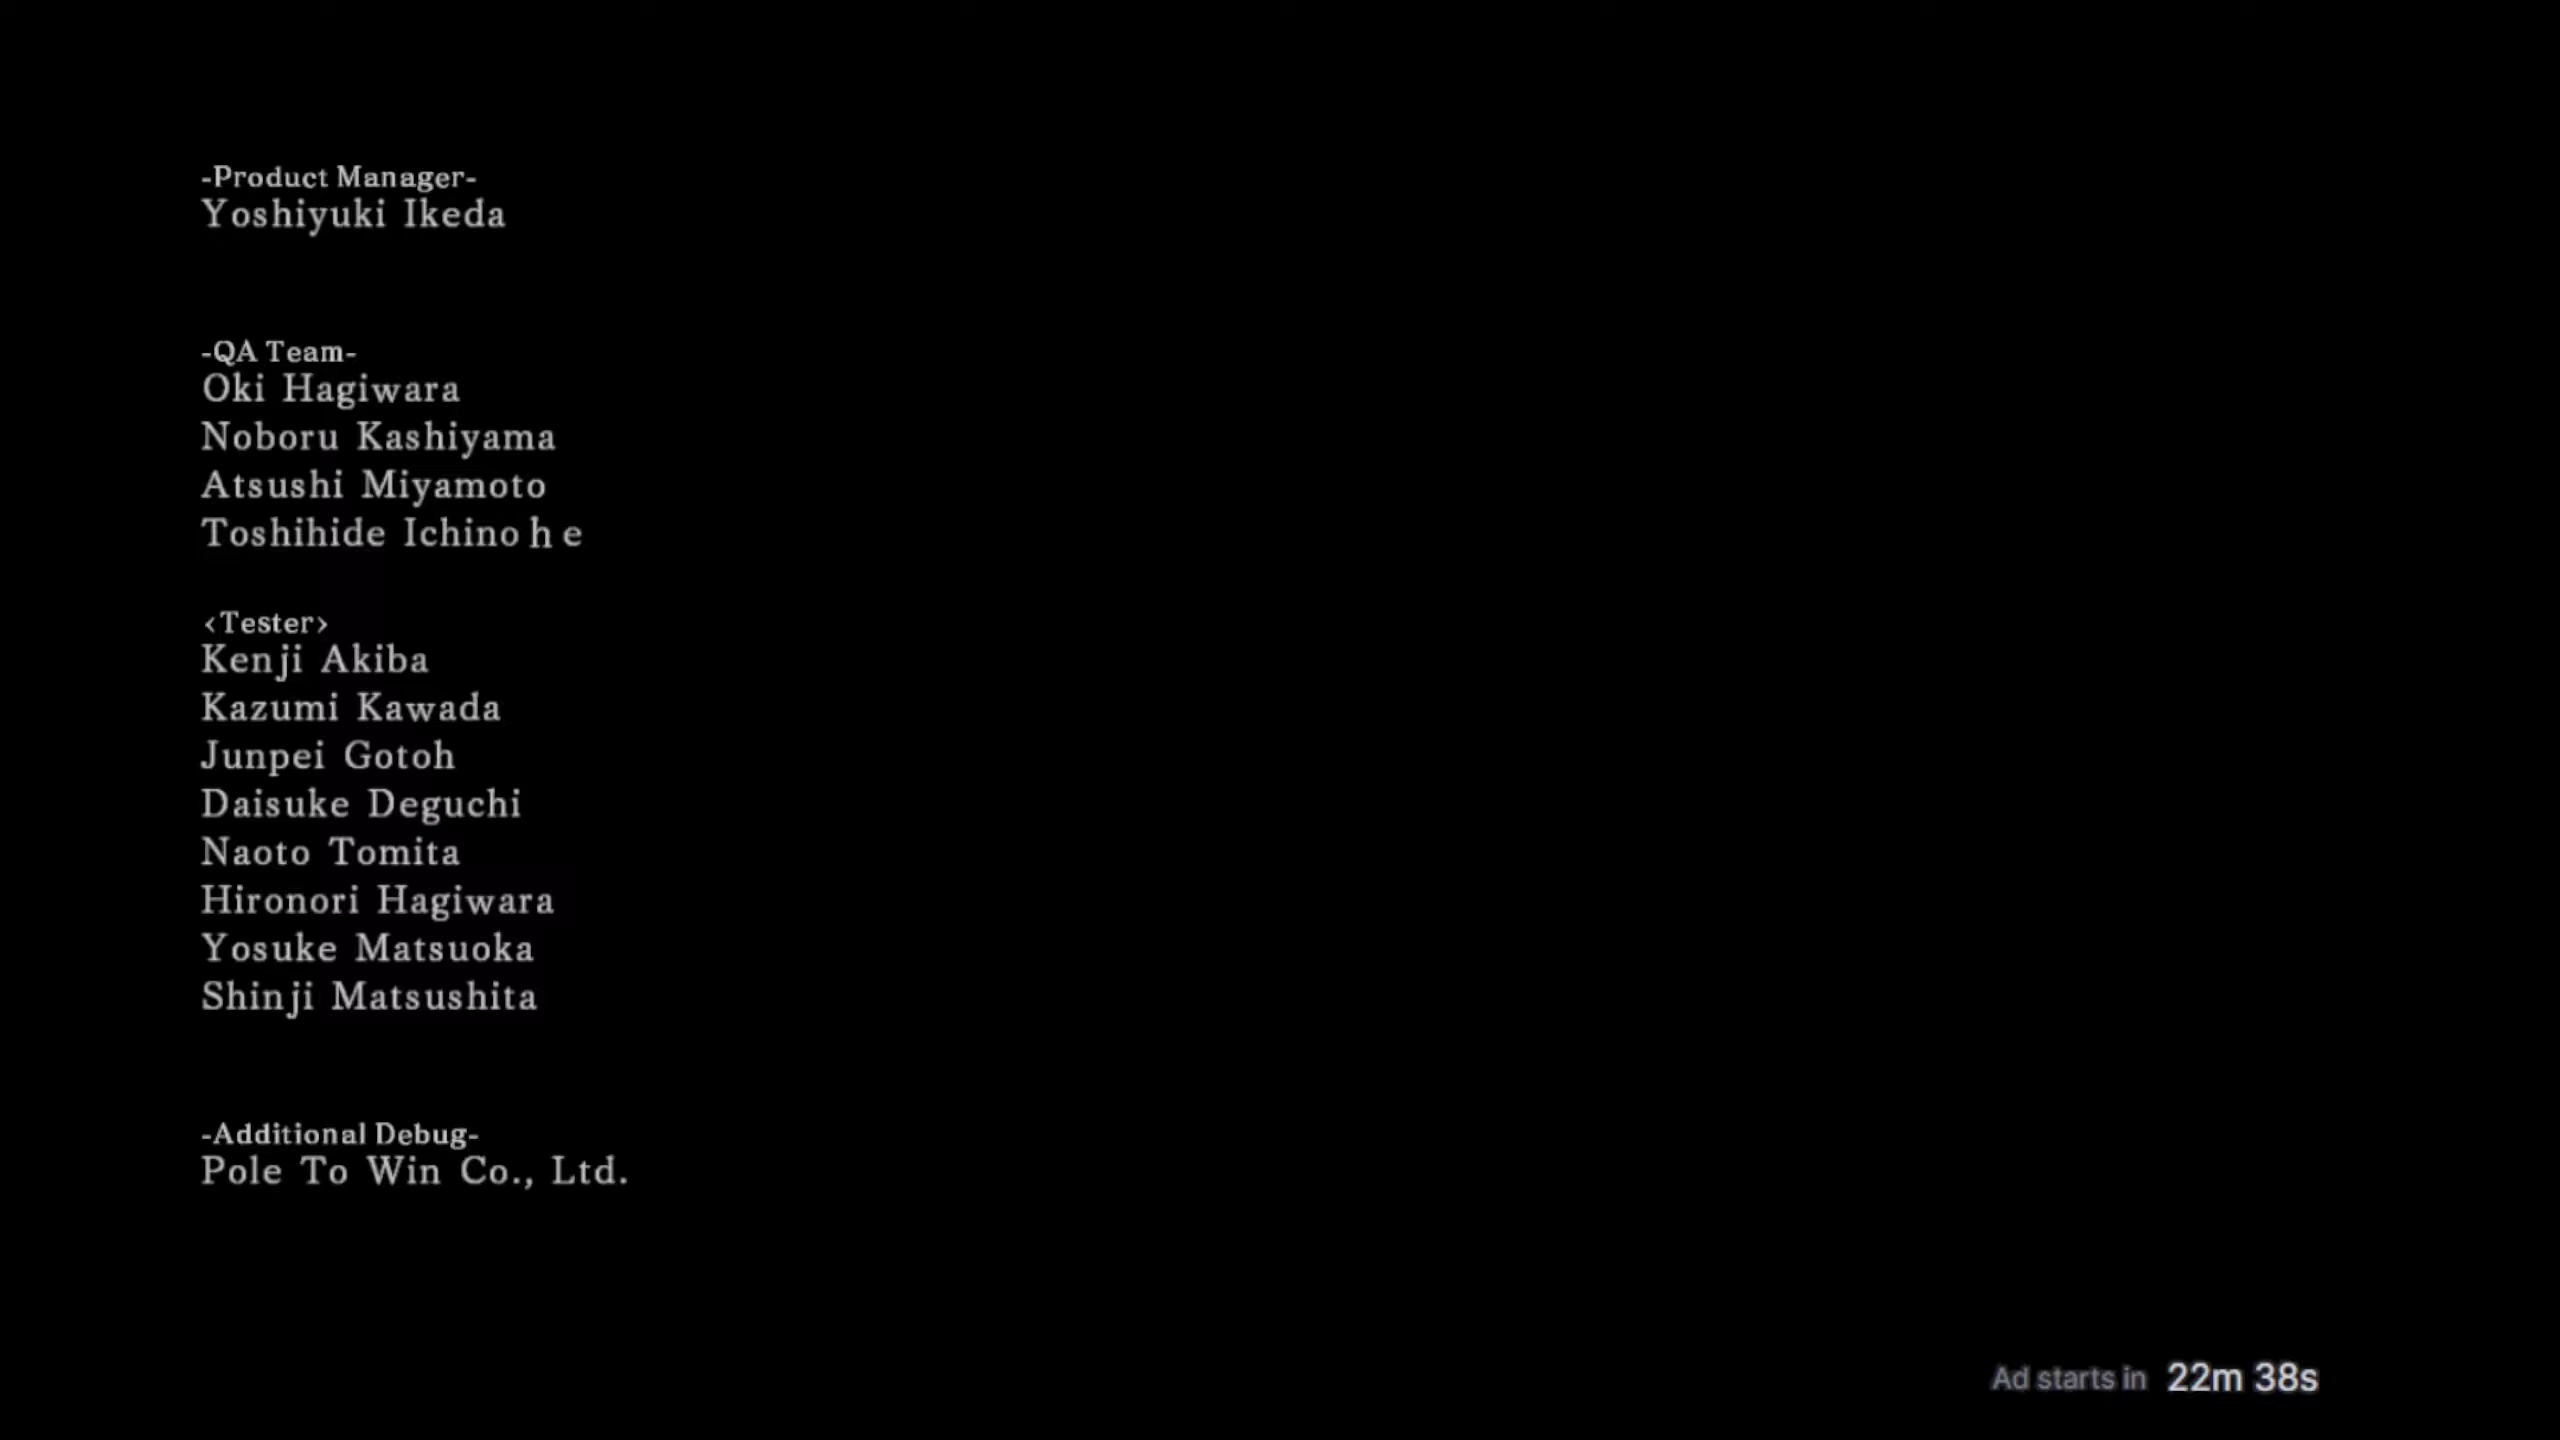 -Product Manager-
Yoshiyuki Ikeda
-QA Team-
Oki Hagiwara
Noboru Kashiyama
Atsushi Miyamoto
Toshihide Ichinoｈｅ
<Tester>
Kenji Akiba
Kazumi Kawada
Junpei Gotoh
Daisuke Deguchi
Naoto Tomita
Hironori Hagiwara
Yosuke Matsuoka
Shinji Matsushita
-Additional Debug-
Pole To Win Co., Ltd.
Ad starts in 22m 38s